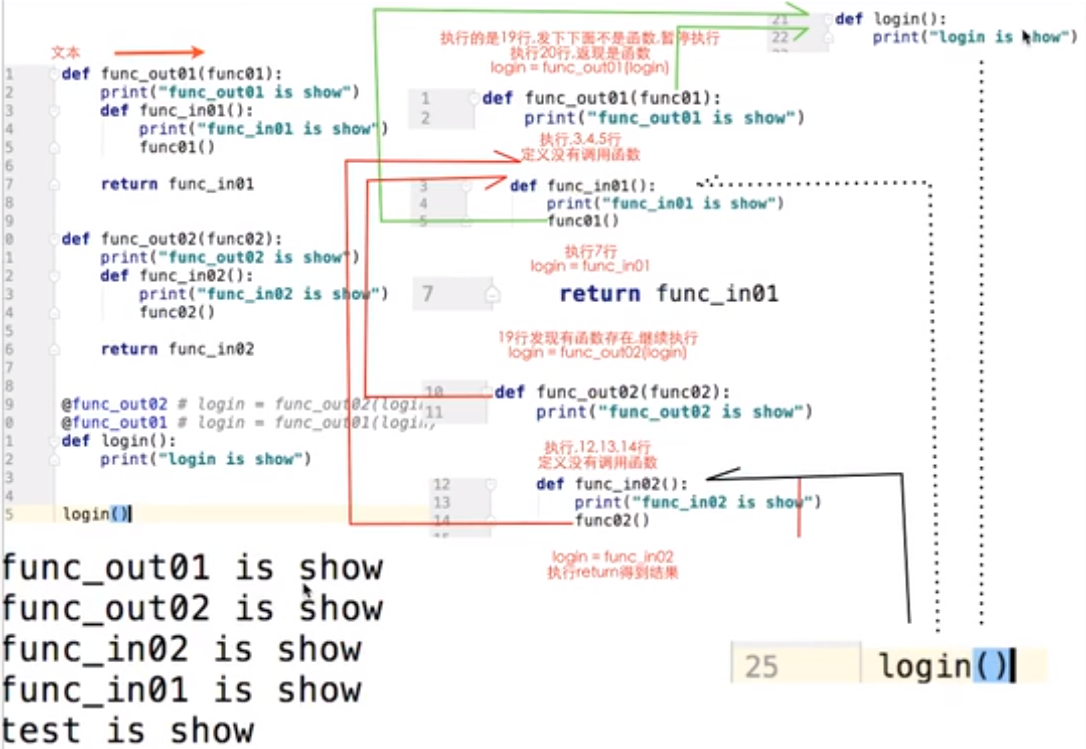 文本
1 def func_out01(func01):
2 print("func_out01 is show")
3 def func_in01():
4 print("func_in01 is show")
5 func01()
6
7 return func_in01
8
9
0 def func_out02(func02):
1 print("func_out02 is show")
2 def func_in02():
3 print("func_in02 is show")
4 func02()
5
6 return func_in02
7
8
9 @func_out02 # login = func_out02(logi
0 @func_out01 # login = func_out01(login)
1 def login():
2 print("login is show")
3
4
5 login()
func_out01 is show
func_out02 is show
func_in02 is show
func_in01 is show
test is show
执行的是19行,发下下面不是函数,暂停执行
执行20行,返现是函数
login = func_out01(login)
1 def func_out01(func01):
2 print("func_out01 is show")
执行,3,4,5行
定义没有调用函数
3 def func_in01():
4 print("func_in01 is show")
5 func01()
执行7行
login = func_in01
7 return func_in01
19行发现有函数存在,继续执行
login = func_out02(login)
10 def func_out02(func02):
11 print("func_out02 is show")
执行,12,13,14行
定义没有调用函数
12 def func_in02():
13 print("func_in02 is show")
14 func02()
login = func_in02
执行return得到结果
21 def login():
22 print("login is show")
25 login()